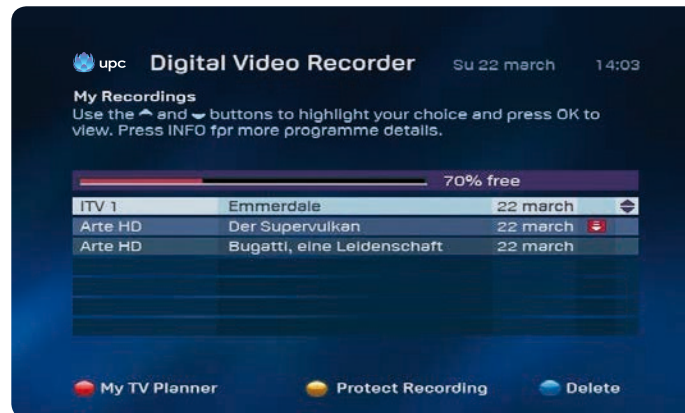 upc Digital Video Recorder Su 22 march 14:03
My Recordings
Use the and buttons to highlight your choice and press OK to
view. Press INFO fpr more programme details.
70% free
ITV 1 Emmerdale 22 march
Arte HD Der Supervulkan 22 march
Arte HD Bugatti, eine Leidenschaft 22 march
My TV Planner Protect Recording Delete